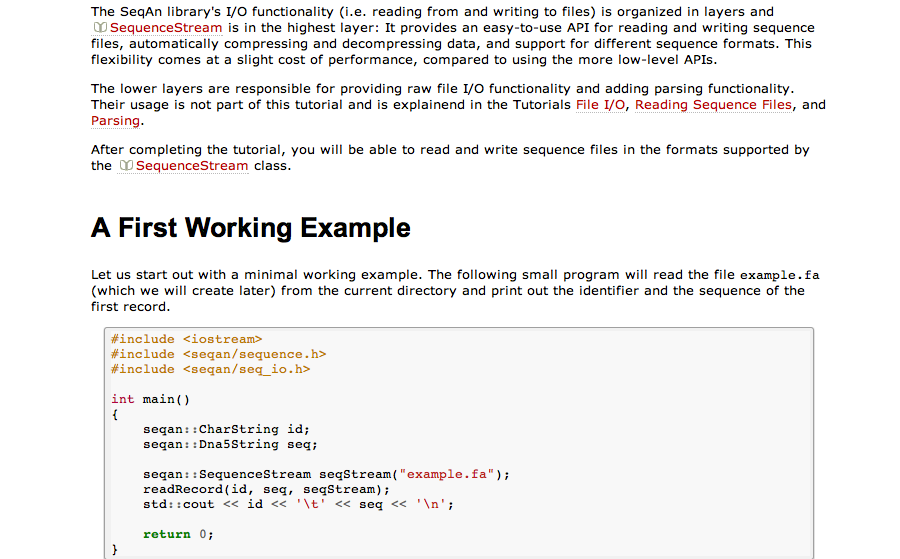 The SeqAn library's I/O functionality (i.e. reading from and writing to files) is organized in layers and
SequenceStream is in the highest layer: It provides an easy-to-use API for reading and writing sequence
files, automatically compressing and decompressing data, and support for different sequence formats. This
flexibility comes at a slight cost of performance, compared to using the more low-level APIs.
The lower layers are responsible for providing raw file I/O functionality and adding parsing functionality.
Their usage is not part of this tutorial and is explainend in the Tutorials File I/O, Reading Sequence Files, and
Parsing.
After completing the tutorial, you will be able to read and write sequence files in the formats supported by
the SequenceStream class.
A First Working Example
Let us start out with a minimal working example. The following small program will read the file example.fa
(which we will create later) from the current directory and print out the identifier and the sequence of the
first record.
#include <iostream>
#include <seqan/sequence.h>
#include <seqan/seq_io.h>
int main()
{
    seqan::CharString id;
    seqan::Dna5String seq;
    seqan::SequenceStream seqStream("example.fa");
    readRecord(id, seq, seqStream);
    std::cout << id << '\t' << seq << '\n';
    return 0;
}